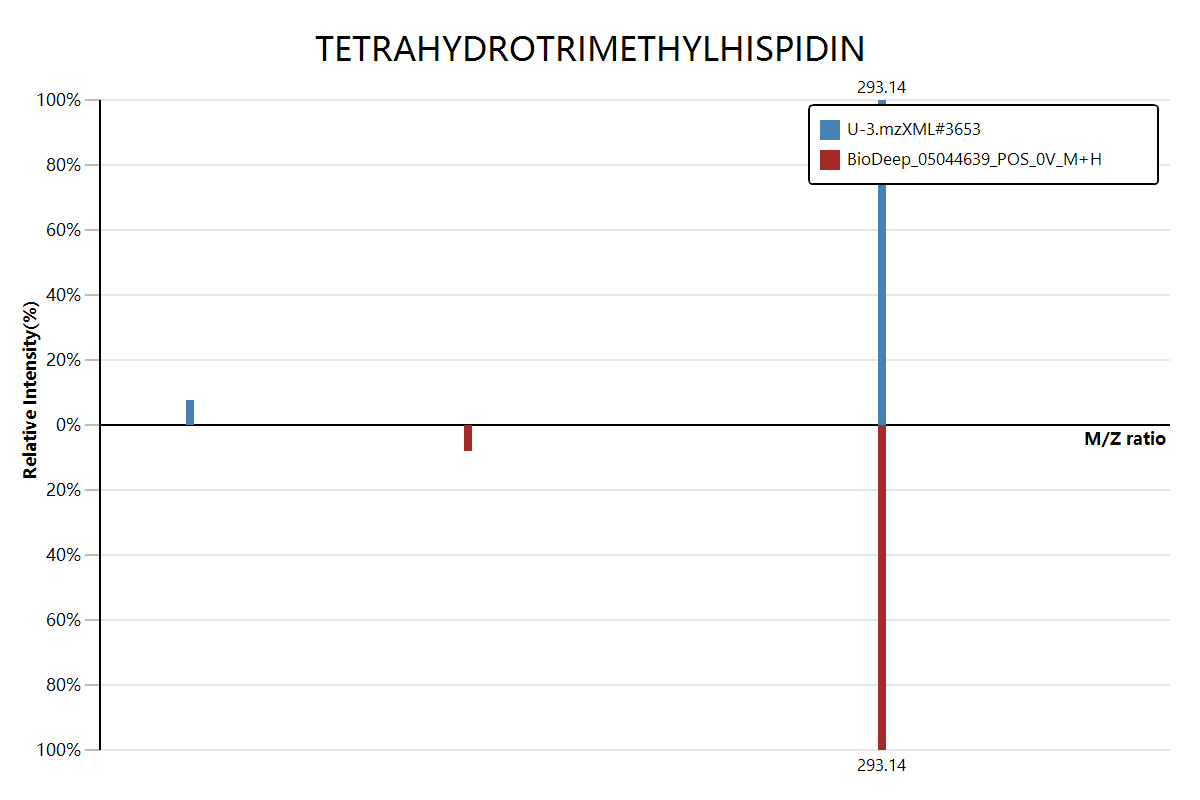 TETRAHYDROTRIMETHYLHISPIDIN
293.14
100%
U-3.mzXML#3653
BioDeep_05044639_POS_0V_M+H
80%
60%
40%
20%
0%
Relative Intensity(%)
M/Z ratio
20%
40%
60%
80%
100%
293.14